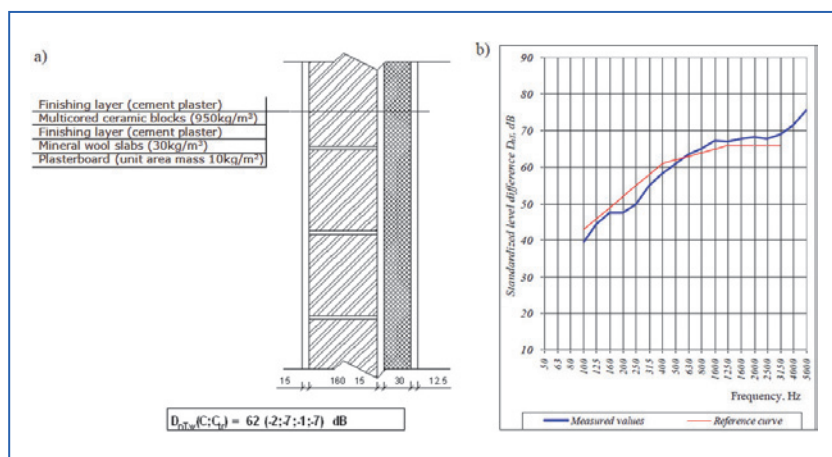 a)
Finishing layer (cement plaster)
Multicored ceramic blocks (950kg/m³)
Finishing layer (cement plaster)
Mineral wool slabs (30kg/m³)
Plasterboard (unit area mass 10kg/m²)
15 160 15 30 12.5
DnT,w(C;Ctr) = 62 (-2;-7;-1;-7) dB
b)
Standardized level difference DnT, dB
90
80
70
60
50
40
30
20
10
50 63 80 100 125 160 200 250 315 400 500 630 800 1000 1250 1600 2000 2500 3150 4000 5000
Frequency, Hz
Measured values Reference curve